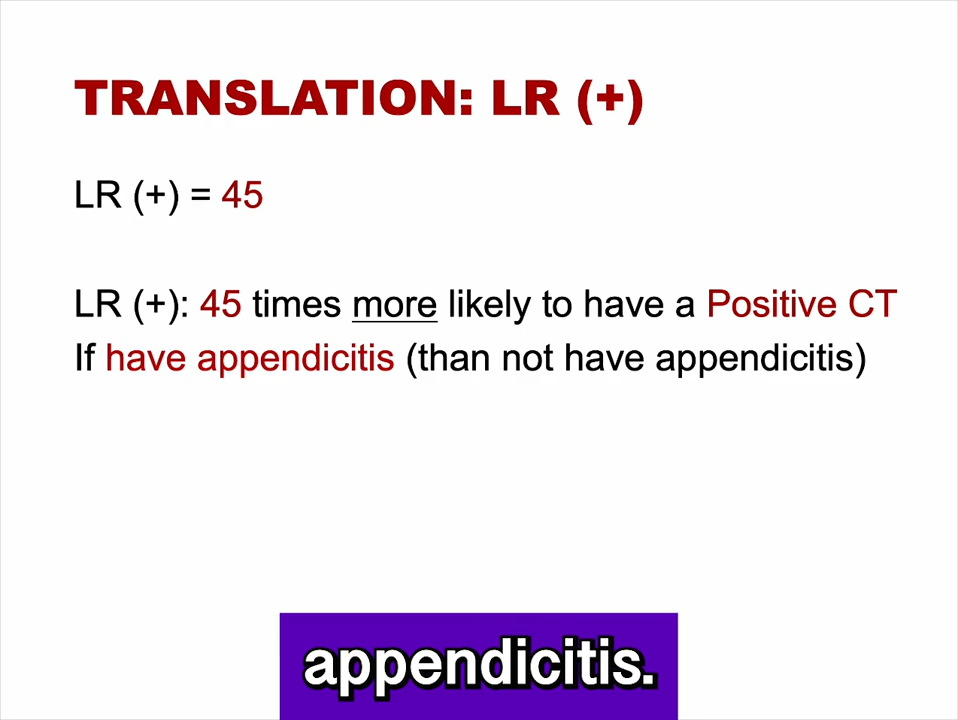 TRANSLATION: LR (+)
LR (+) = 45
LR (+): 45 times more likely to have a Positive CT
If have appendicitis (than not have appendicitis)
appendicitis.